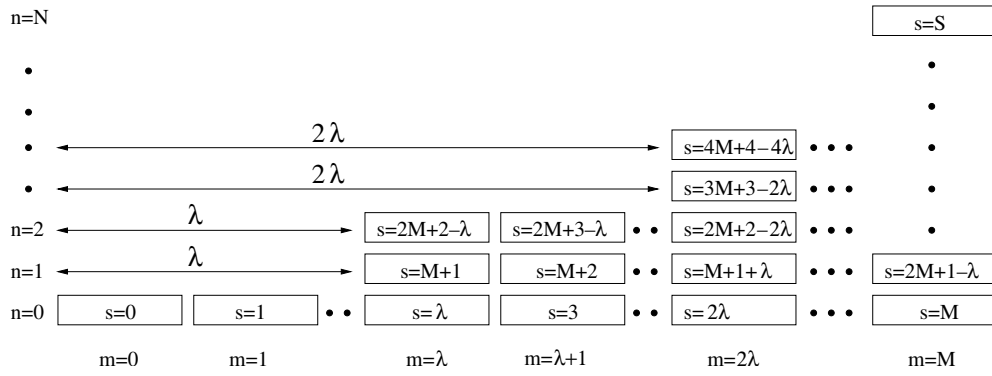 n=N s=S
2λ s=4M+4−4λ
2λ s=3M+3−2λ
n=2 λ s=2M+2−λ s=2M+3−λ s=2M+2−2λ
n=1 λ s=M+1 s=M+2 s=M+1+λ s=2M+1−λ
n=0 s=0 s=1 s=λ s=3 s=2λ s=M
m=0 m=1 m=λ m=λ+1 m=2λ m=M